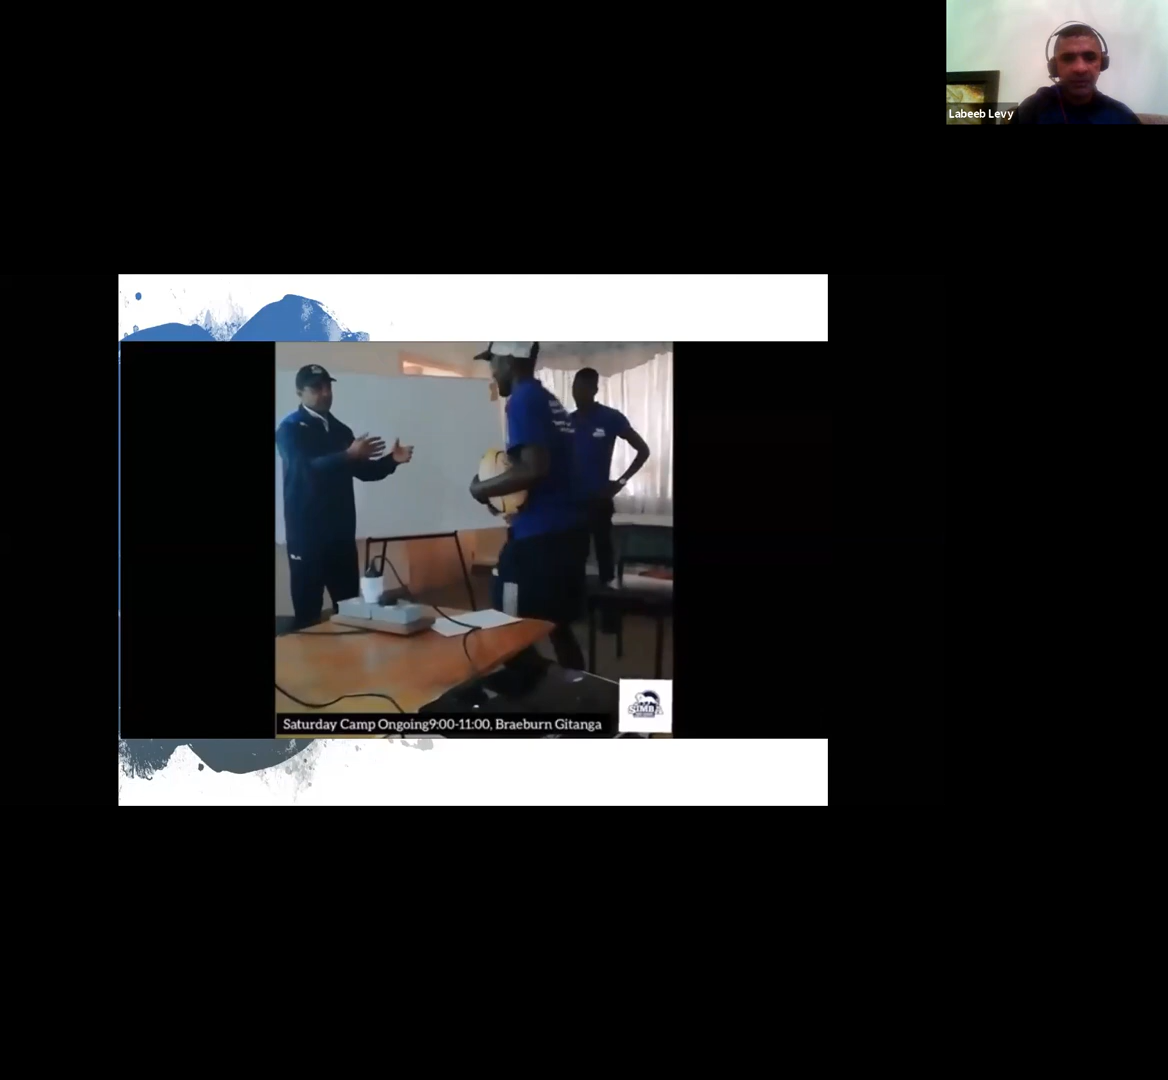 Labeeb Levy
Saturday Camp Ongoing9:00-11:00, Braeburn Gitanga
SIMBA